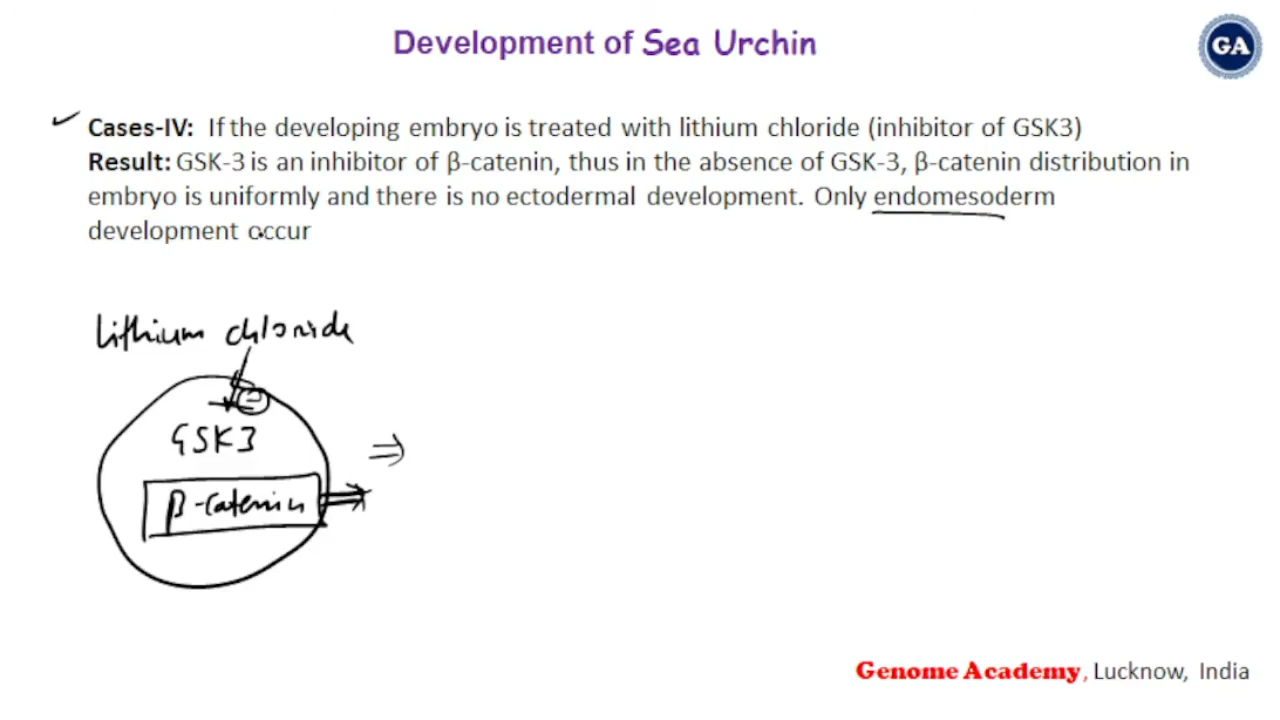 Development of Sea Urchin
GA
Cases-IV: If the developing embryo is treated with lithium chloride (inhibitor of GSK3)
Result: GSK-3 is an inhibitor of β-catenin, thus in the absence of GSK-3, β-catenin distribution in
embryo is uniformly and there is no ectodermal development. Only endomesoderm
development occur
Lithium chloride
GSK3
β-catenin
Genome Academy, Lucknow, India